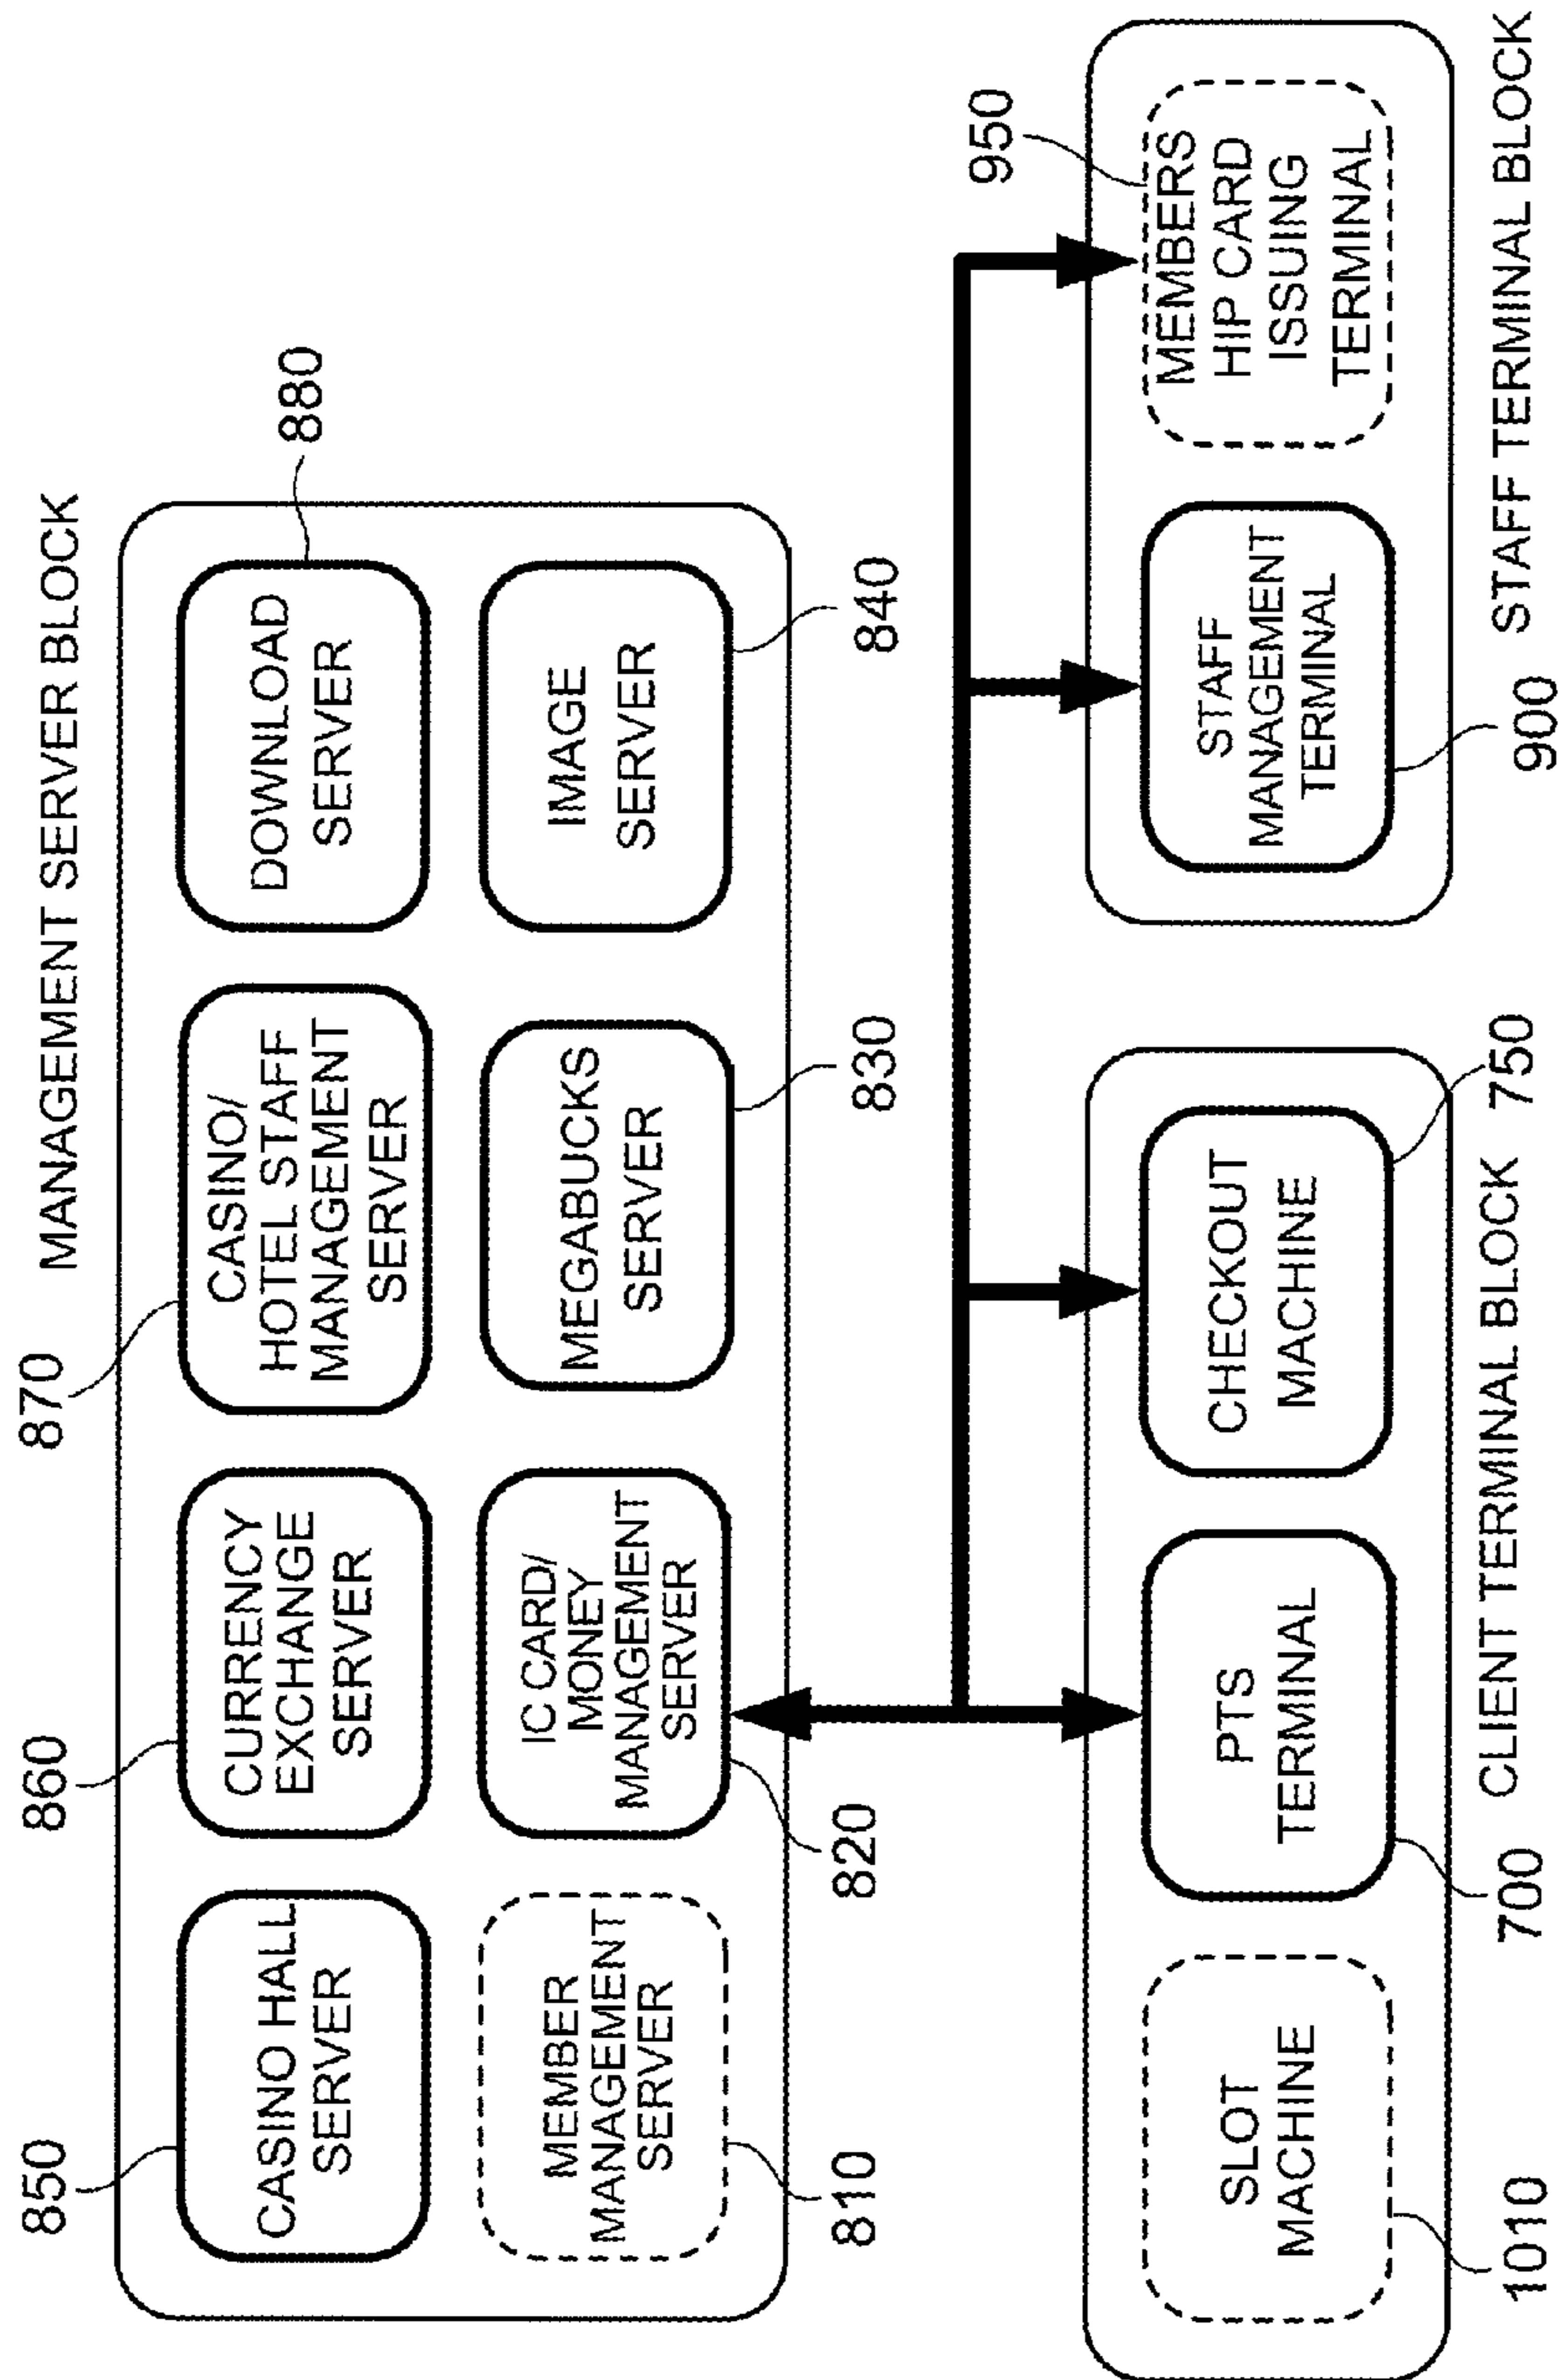 MANAGEMENT SERVER BLOCK
850
CASINO HALL
SERVER
860
CURRENCY
EXCHANGE
SERVER
870
CASINO/
HOTEL STAFF
MANAGEMENT
SERVER
DOWNLOAD
SERVER
880
MEMBER
MANAGEMENT
SERVER
810
IC CARD/
MONEY
MANAGEMENT
SERVER
820
MEGABUCKS
SERVER
830
IMAGE
SERVER
840
SLOT
MACHINE
1010
PTS
TERMINAL
700
CHECKOUT
MACHINE
750
CLIENT TERMINAL BLOCK
STAFF
MANAGEMENT
TERMINAL
900
950
MEMBERS
HIP CARD
ISSUING
TERMINAL
STAFF TERMINAL BLOCK